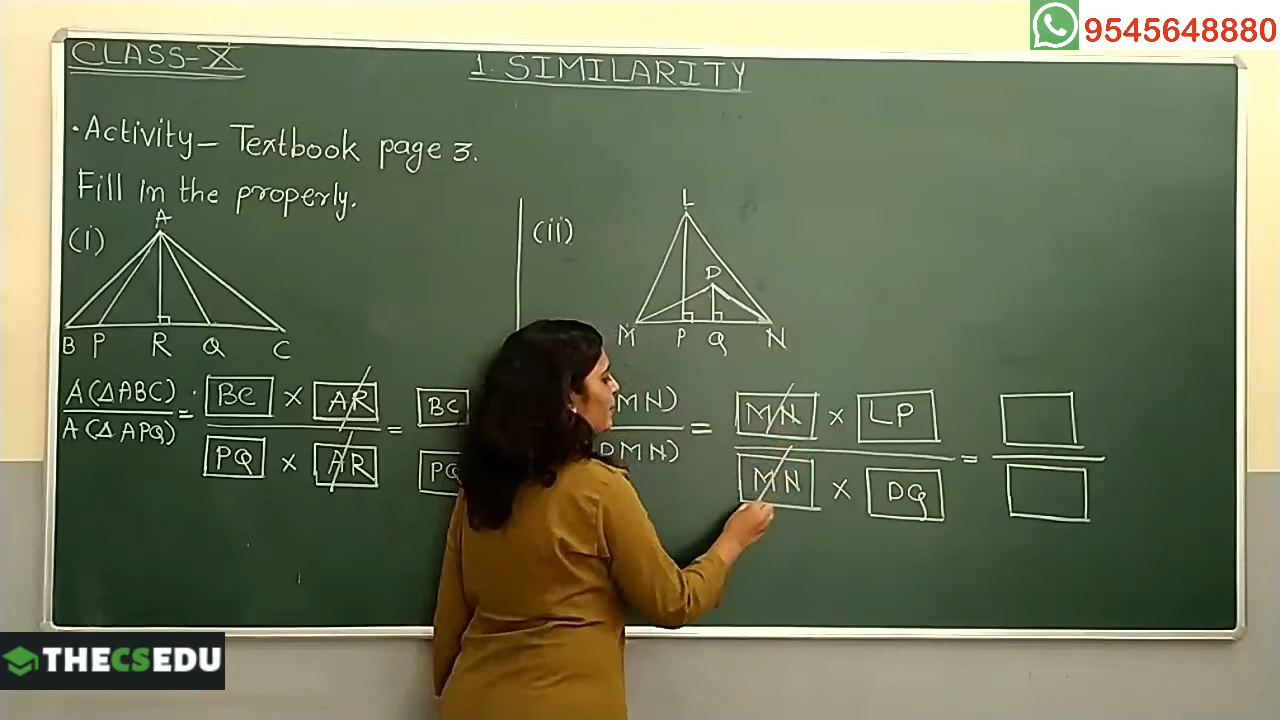 9545648880
CLASS-X
1. SIMILARITY
• Activity - Textbook page 3.
Fill in the properly.
(i)
A
B P R Q C
A(△ABC) / A(△APQ) = BC × AR / PQ × AR = BC / PQ
(ii)
L
D
M P Q N
MN) / DMN) = MN × LP / MN × DQ =
THECSEDU